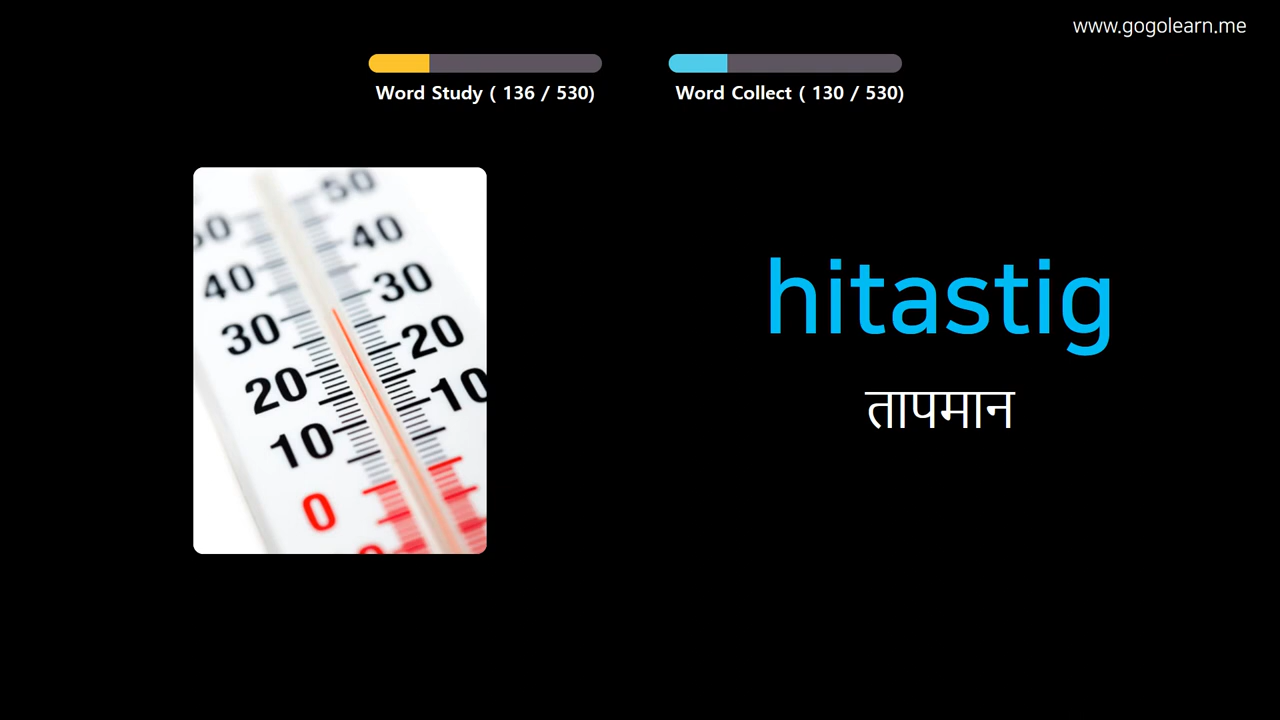 www.gogolearn.me
Word Study ( 136 / 530)
Word Collect ( 130 / 530)
50
50
40
40
30
30
20
20
10
10
0
hitastig
तापमान